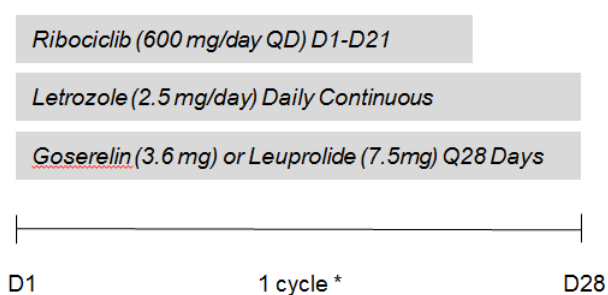 Ribociclib (600 mg/day QD) D1-D21
Letrozole (2.5 mg/day) Daily Continuous
Goserelin (3.6 mg) or Leuprolide (7.5mg) Q28 Days
D1 1 cycle * D28